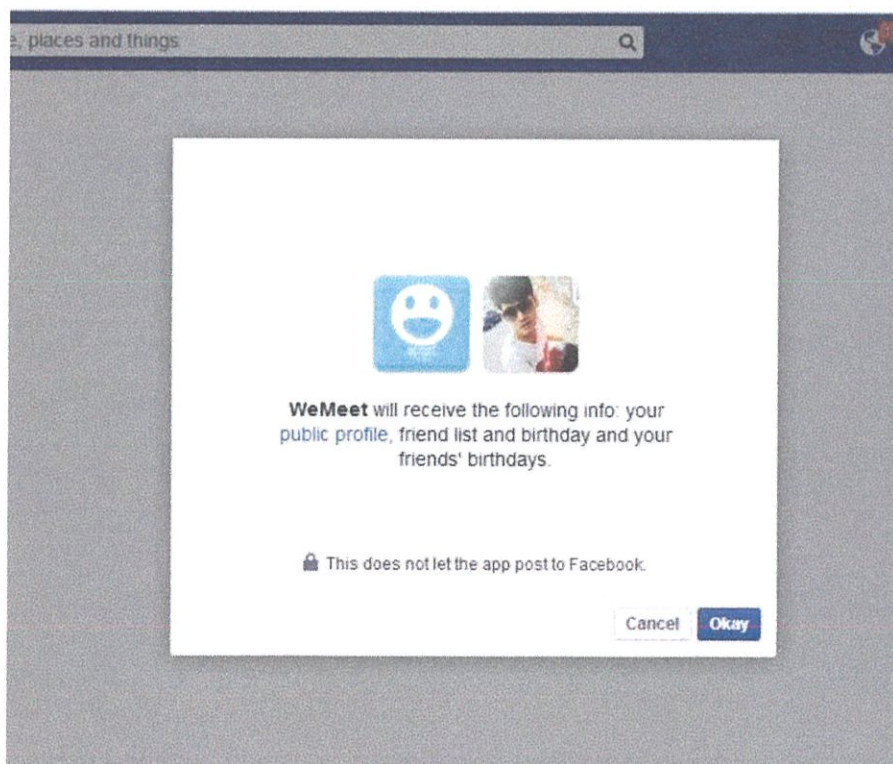 e, places and things
WeMeet will receive the following info: your
public profile, friend list and birthday and your
friends' birthdays.
This does not let the app post to Facebook.
Cancel Okay